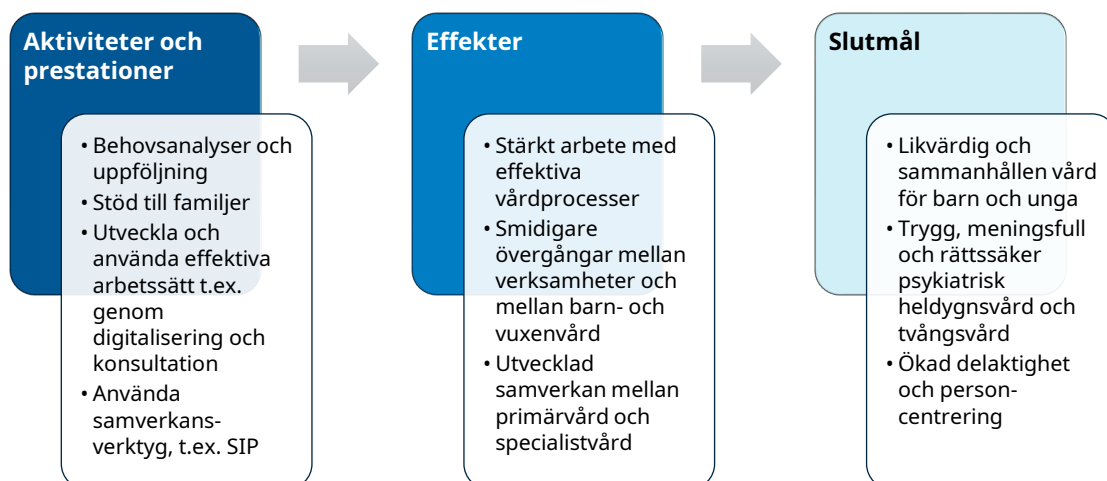 Aktiviteter och
prestationer
• Behovsanalyser och
uppföljning
• Stöd till familjer
• Utveckla och
använda effektiva
arbetssätt t.ex.
genom
digitalisering och
konsultation
• Använda
samverkans-
verktyg, t.ex. SIP
Effekter
• Stärkt arbete med
effektiva
vårdprocesser
• Smidigare
övergångar mellan
verksamheter och
mellan barn- och
vuxenvård
• Utvecklad
samverkan mellan
primärvård och
specialistvård
Slutmål
• Likvärdig och
sammanhållen vård
för barn och unga
• Trygg, meningsfull
och rättssäker
psykiatrisk
heldygnsvård och
tvångsvård
• Ökad delaktighet
och person-
centrering